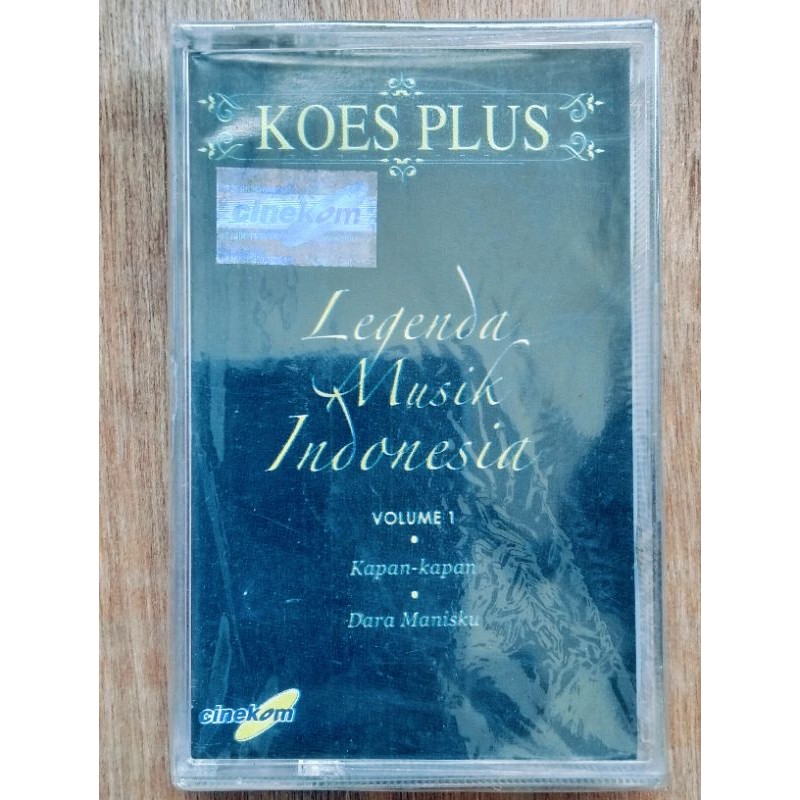 KOES PLUS
cinekom
Legenda
Musik
Indonesia
VOLUME 1
Kapan-kapan
Dara Manisku
cinekom